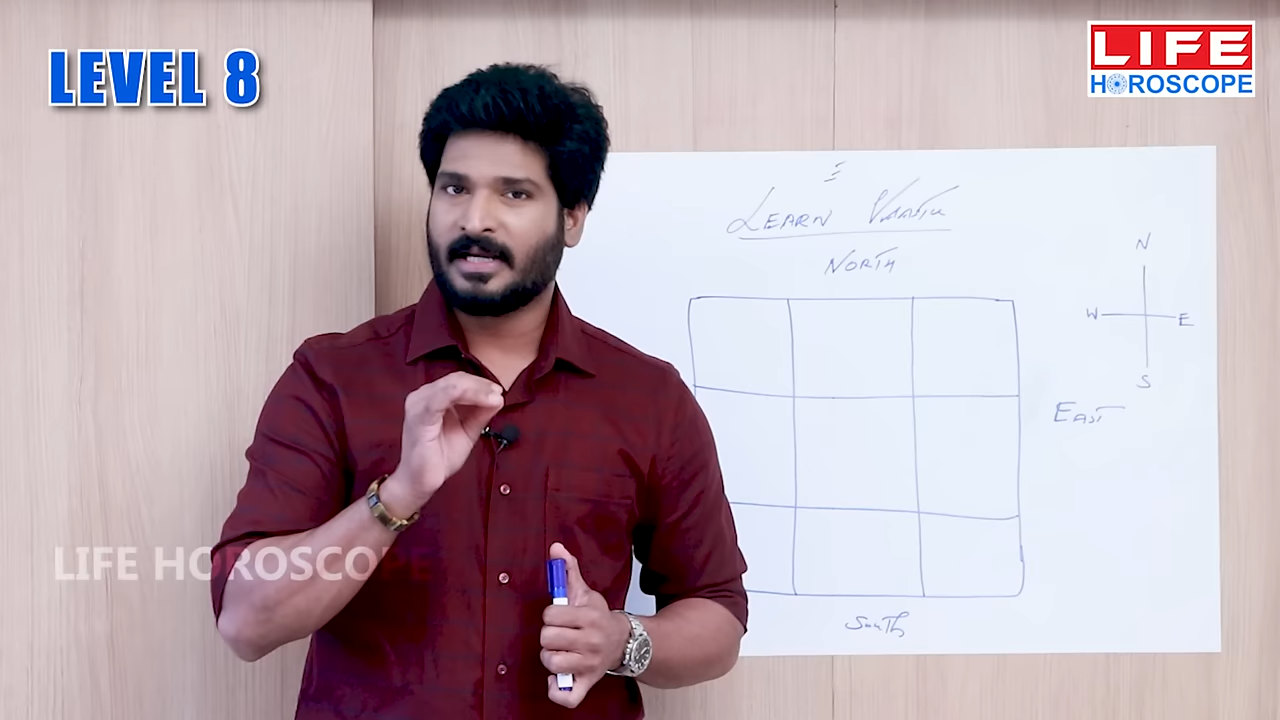 LEVEL 8
LIFE
HOROSCOPE
LEARN VAASTU
NORTH
N
W E
S
EAST
LIFE HOROSCOPE
SOUTH